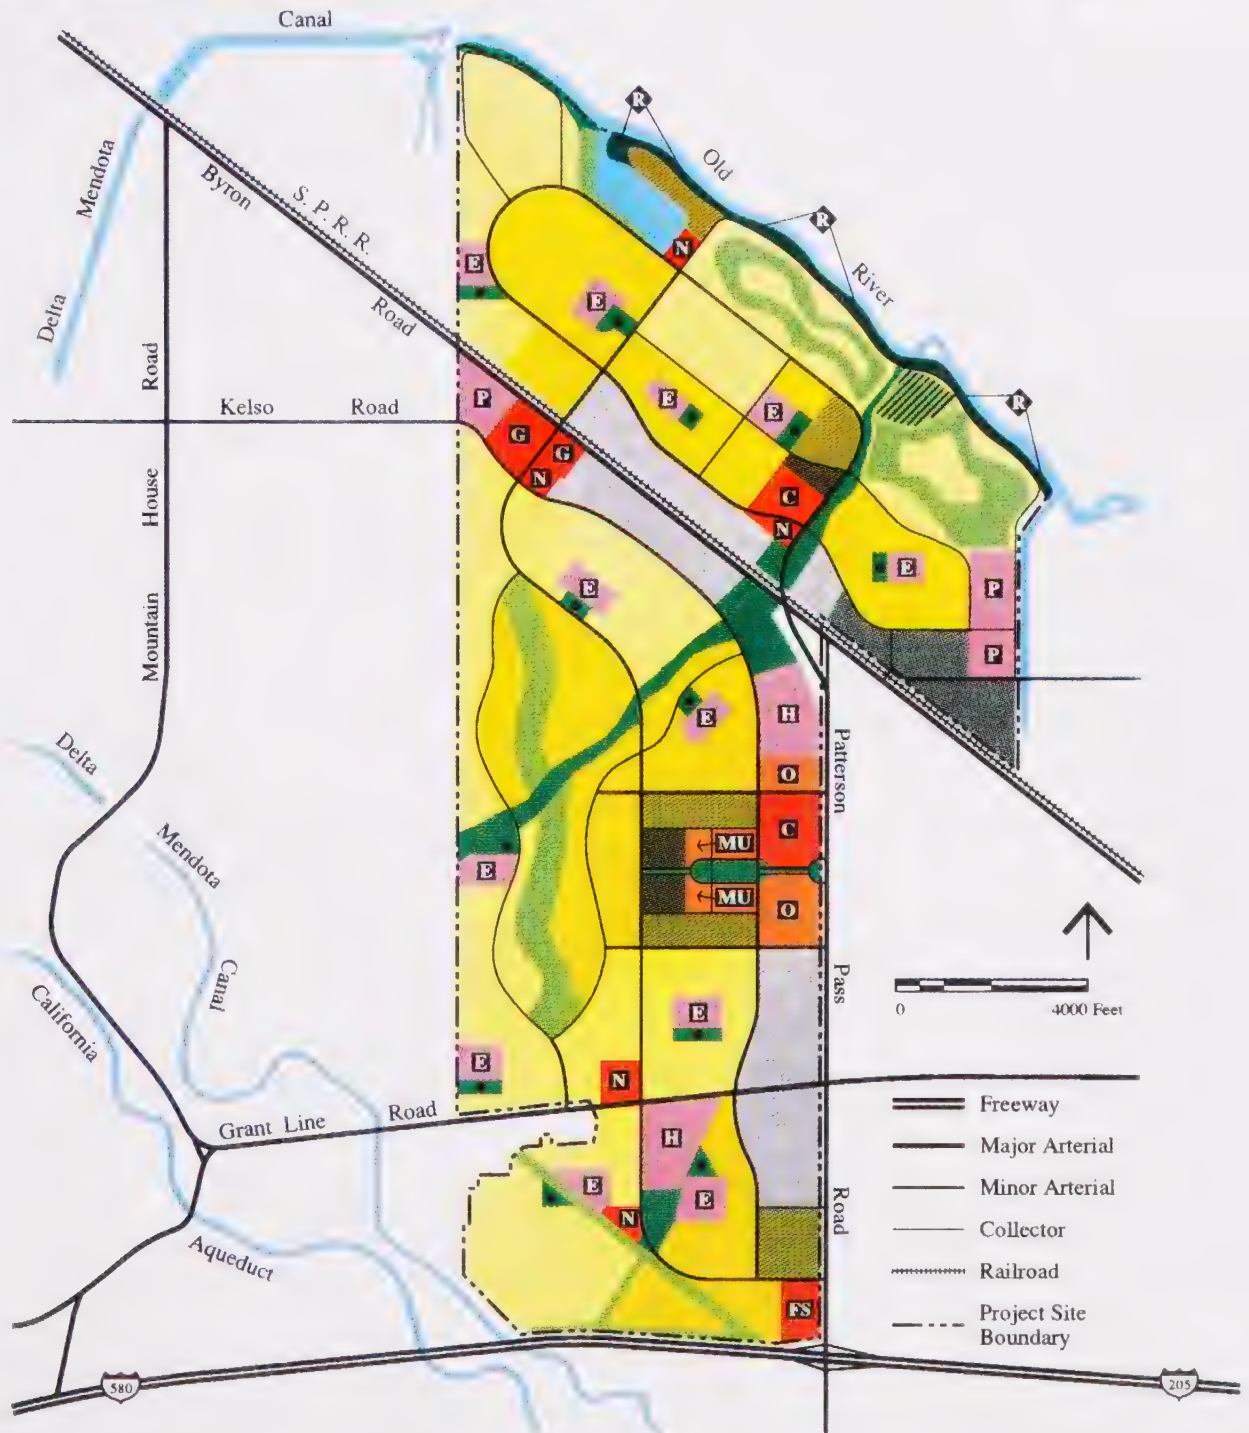 Canal
R
Mendota
Old
Byron
S. P. R. R.
R
N
E
River
Delta
Road
E
Road
P
E
E
R
Kelso
Road
G
G
N
C
House
N
E
E
P
Mountain
P
E
H
Delta
Patterson
O
Mendota
C
MU
E
MU
O
Canal
Pass
California
E
0
4000 Feet
E
N
Freeway
Grant Line
Road
H
Major Arterial
E
E
Minor Arterial
N
Road
Collector
Aqueduct
Railroad
FS
Project Site
Boundary
580
205